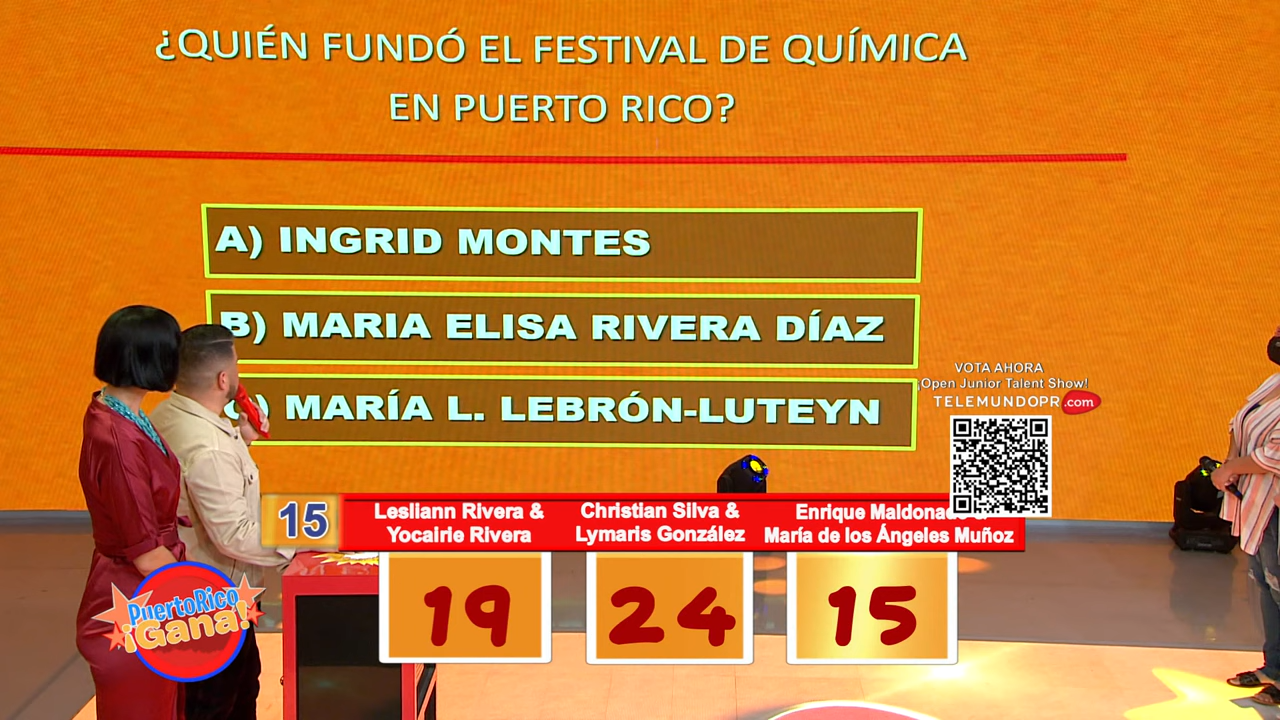 ¿QUIÉN FUNDÓ EL FESTIVAL DE QUÍMICA
EN PUERTO RICO?
A) INGRID MONTES
B) MARIA ELISA RIVERA DÍAZ
C) MARÍA L. LEBRÓN-LUTEYN
VOTA AHORA
¡Open Junior Talent Show!
TELEMUNDOPR.com
15
Lesliann Rivera &
Yocairie Rivera
Christian Silva &
Lymaris González
Enrique Maldonado &
María de los Ángeles Muñoz
19
24
15
PuertoRico
¡Gana!